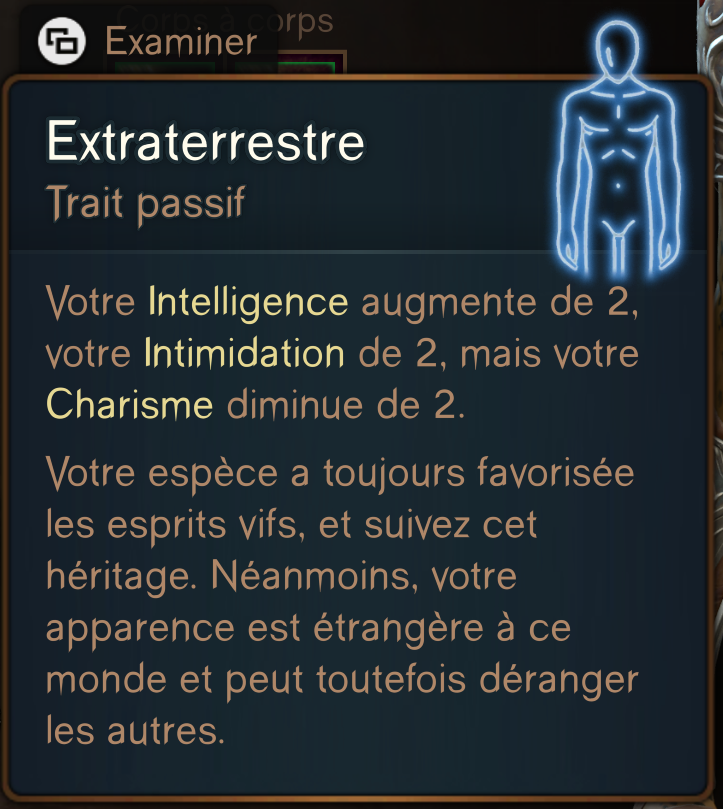 Corps à corps
Examiner
Extraterrestre
Trait passif
Votre Intelligence augmente de 2,
votre Intimidation de 2, mais votre
Charisme diminue de 2.
Votre espèce a toujours favorisée
les esprits vifs, et suivez cet
héritage. Néanmoins, votre
apparence est étrangère à ce
monde et peut toutefois déranger
les autres.